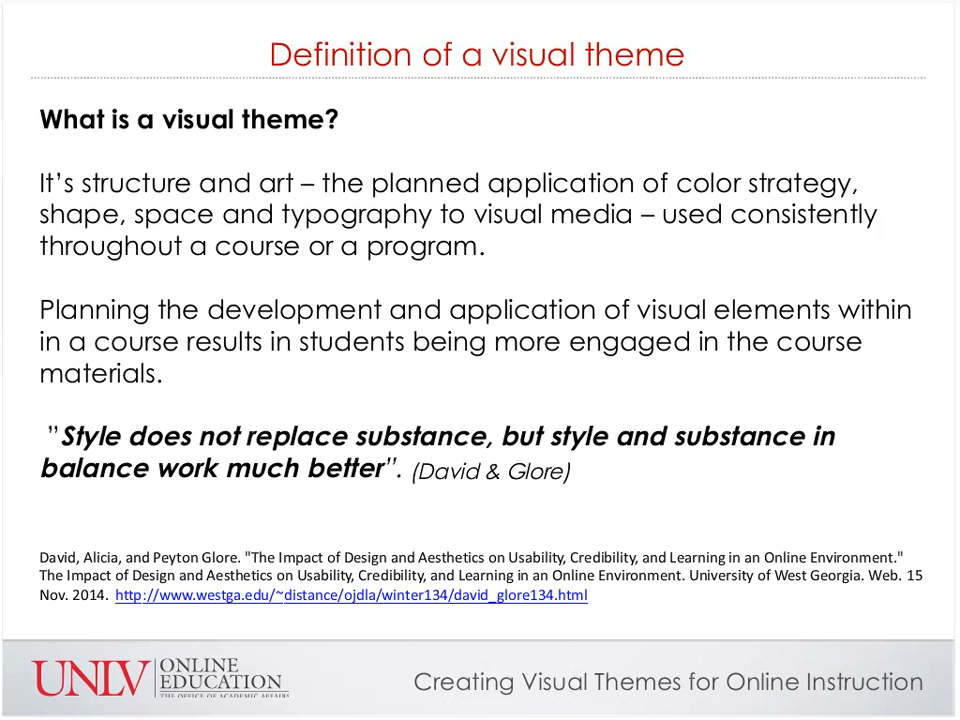 Definition of a visual theme
What is a visual theme?
It’s structure and art – the planned application of color strategy,
shape, space and typography to visual media – used consistently
throughout a course or a program.
Planning the development and application of visual elements within
in a course results in students being more engaged in the course
materials.
”Style does not replace substance, but style and substance in
balance work much better”. (David & Glore)
David, Alicia, and Peyton Glore. "The Impact of Design and Aesthetics on Usability, Credibility, and Learning in an Online Environment."
The Impact of Design and Aesthetics on Usability, Credibility, and Learning in an Online Environment. University of West Georgia. Web. 15
Nov. 2014. http://www.westga.edu/~distance/ojdla/winter134/david_glore134.html
UNLV ONLINE
EDUCATION
THE OFFICE OF ACADEMIC AFFAIRS
Creating Visual Themes for Online Instruction